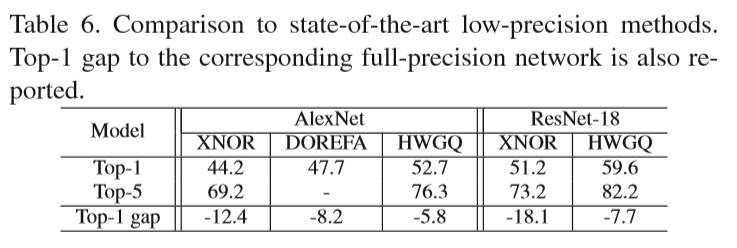 Table 6. Comparison to state-of-the-art low-precision methods.
Top-1 gap to the corresponding full-precision network is also re-
ported.
Model AlexNet ResNet-18
XNOR DOREFA HWGQ XNOR HWGQ
Top-1 44.2 47.7 52.7 51.2 59.6
Top-5 69.2 - 76.3 73.2 82.2
Top-1 gap -12.4 -8.2 -5.8 -18.1 -7.7